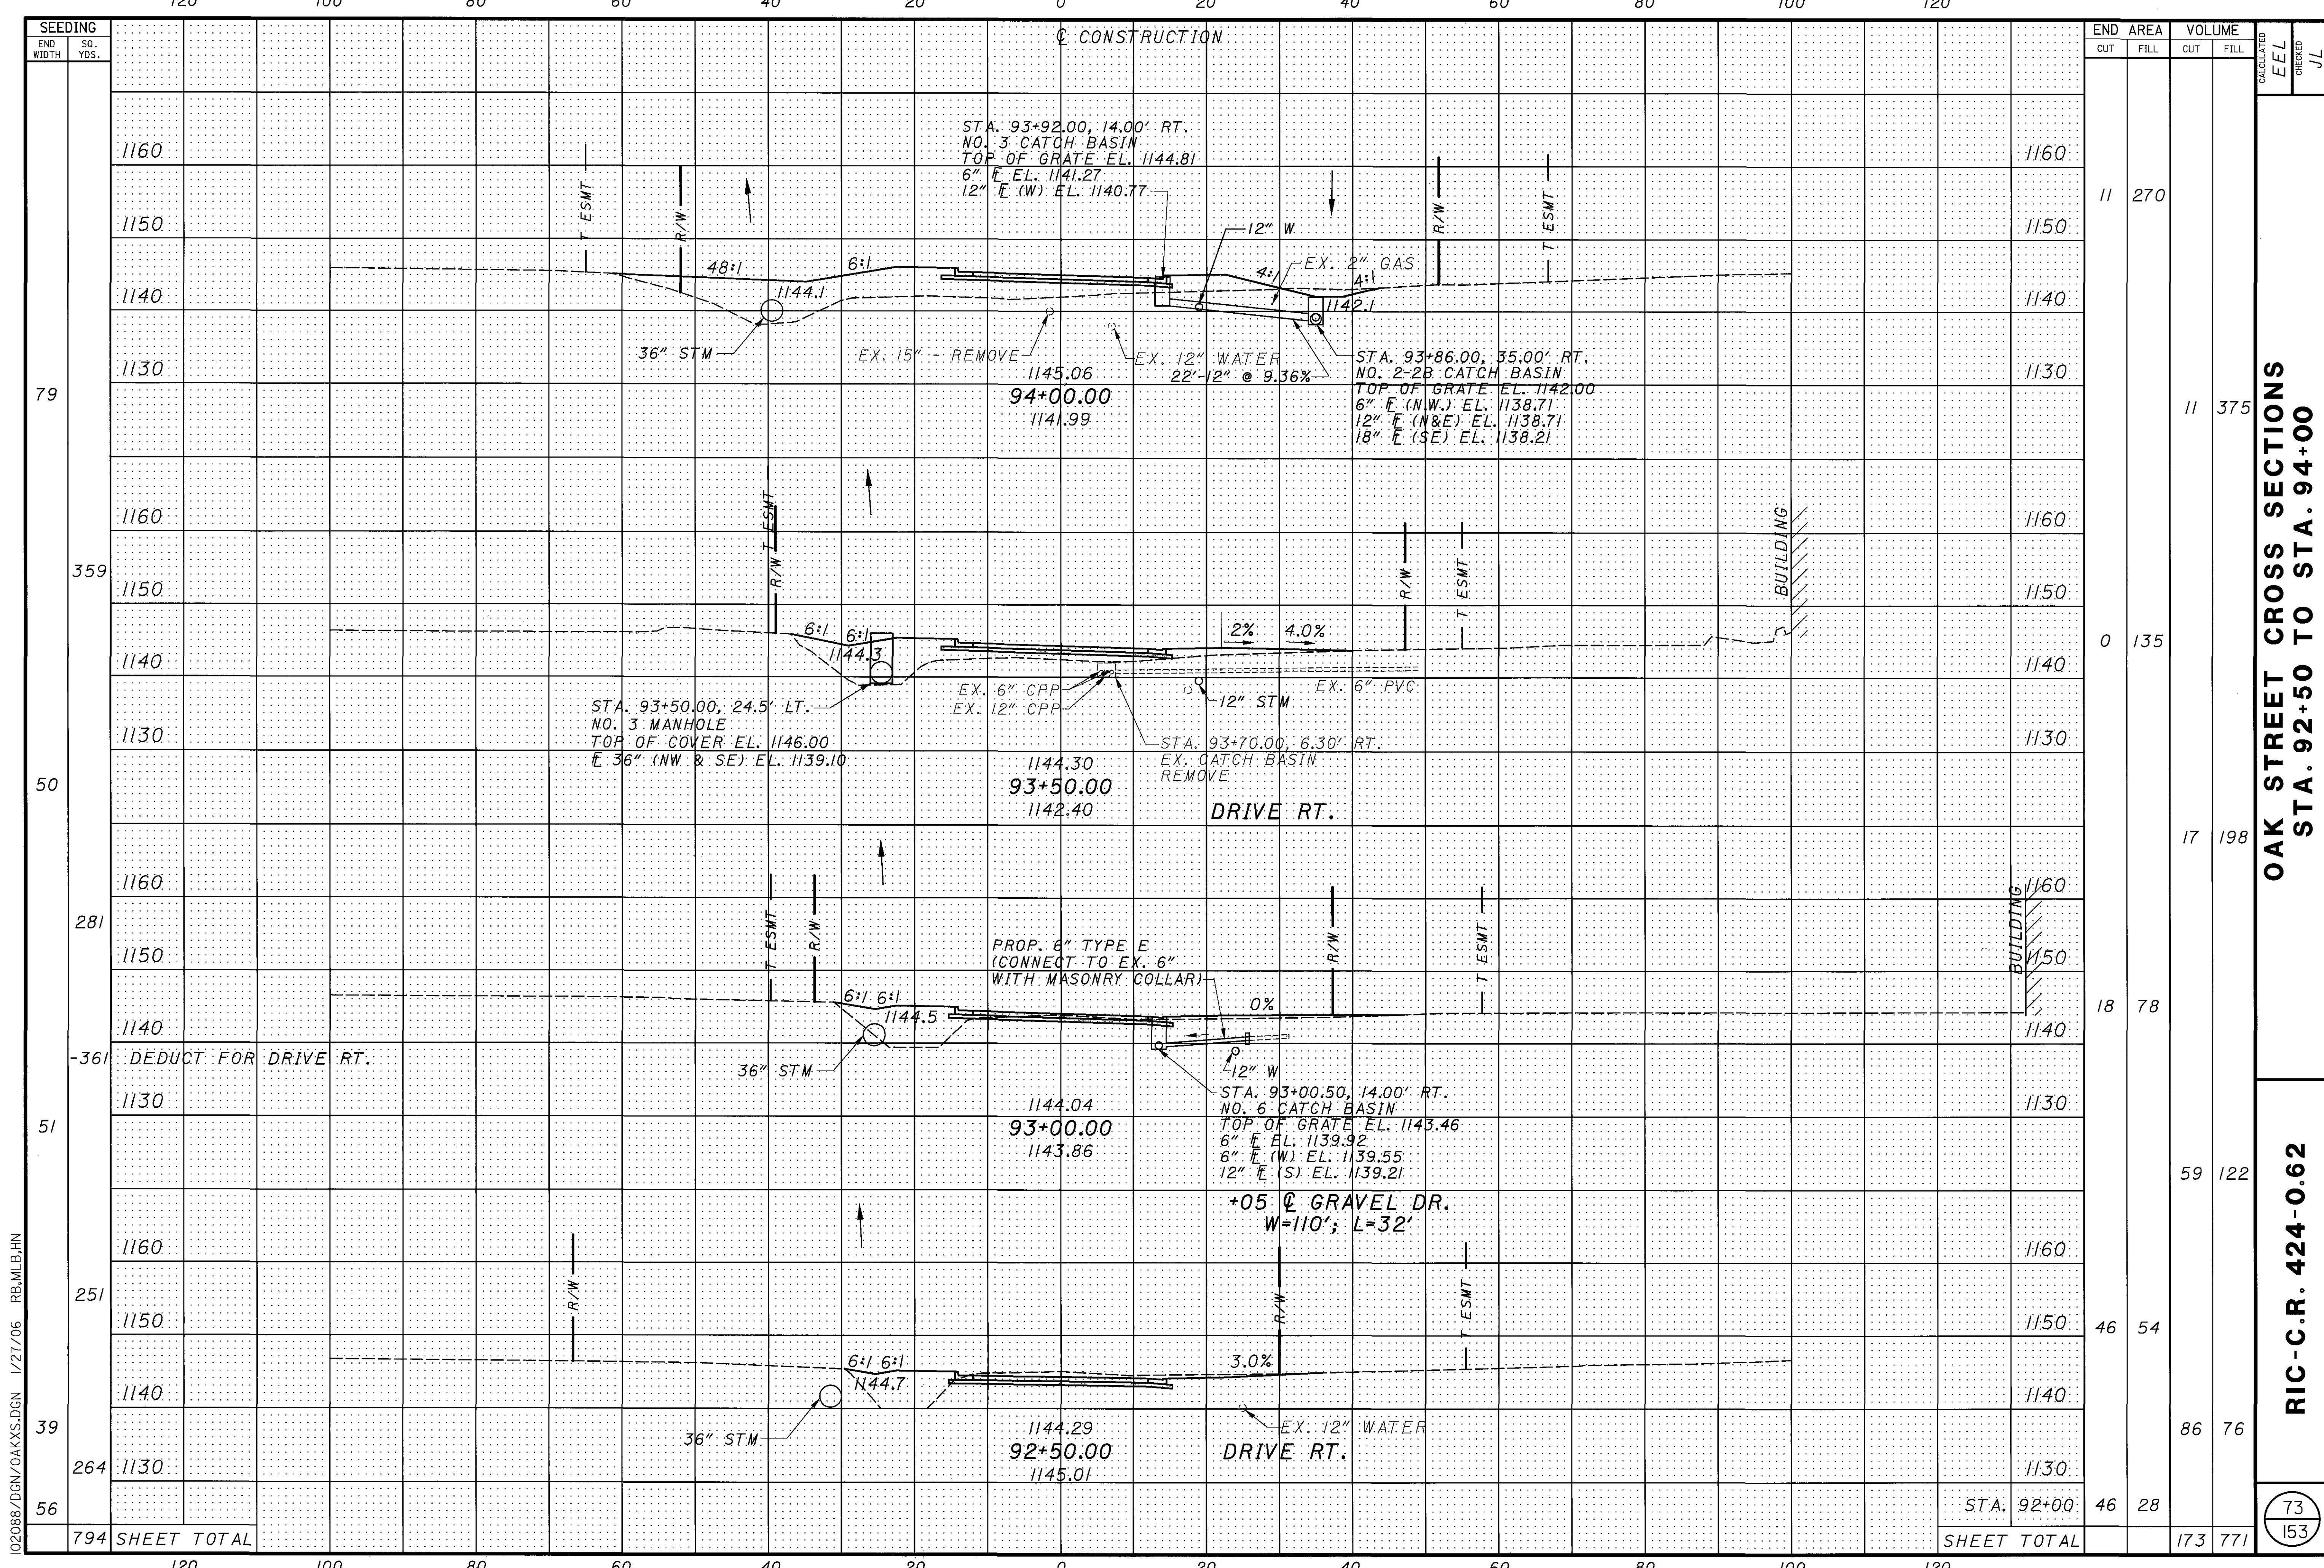 120 100 80 60 40 20 0 20 40 60 80 100 120
SEEDING
END WIDTH
SQ. YDS.
END AREA
VOLUME
CUT FILL CUT FILL
CALCULATED
EEL
CHECKED
JL
℄ CONSTRUCTION
STA. 93+92.00, 14.00' RT.
NO. 3 CATCH BASIN
TOP OF GRATE EL. 1144.81
6" FL EL. 1141.27
12" FL (W) EL. 1140.77
1160 1160
T ESMT
R/W
R/W
T ESMT
11 270
1150 1150
12" W
48:1
6:1
EX. 2" GAS
4:1
4:1
1140 1140
1144.1
1142.1
36" STM
EX. 15" - REMOVE
EX. 12" WATER
22'-12" @ 9.36%
STA. 93+86.00, 35.00' RT.
NO. 2-2B CATCH BASIN
TOP OF GRATE EL. 1142.00
6" FL (N.W.) EL. 1138.71
12" FL (N&E) EL. 1138.71
18" FL (SE) EL. 1138.21
1130 1130
1145.06
94+00.00
1141.99
79
11 375
1160 1160
R/W T ESMT
R/W
T ESMT
BUILDING
359
1150 1150
6:1
6:1
2%
4.0%
0 135
1140 1140
1144.3
EX. 6" CPP
EX. 12" CPP
12" STM
EX. 6" PVC
STA. 93+50.00, 24.5' LT.
NO. 3 MANHOLE
TOP OF COVER EL. 1146.00
FL 36" (NW & SE) EL. 1139.10
STA. 93+70.00, 6.30' RT.
EX. CATCH BASIN
REMOVE
1130 1130
1144.30
93+50.00
1142.40
DRIVE RT.
50
17 198
1160 1160
T ESMT
R/W
R/W
T ESMT
BUILDING
281
PROP. 6" TYPE E
(CONNECT TO EX. 6"
WITH MASONRY COLLAR)
1150 1150
6:1 6:1
0%
18 78
1144.5
1140 1140
-361 DEDUCT FOR DRIVE RT.
36" STM
12" W
STA. 93+00.50, 14.00' RT.
NO. 6 CATCH BASIN
TOP OF GRATE EL. 1143.46
6" FL EL. 1139.92
6" FL (W) EL. 1139.55
12" FL (S) EL. 1139.21
1130 1130
1144.04
93+00.00
1143.86
51
59 122
+05 ℄ GRAVEL DR.
W=110'; L=32'
1160 1160
R/W
R/W
T ESMT
251
1150 1150
46 54
6:1 6:1
3.0%
1144.7
1140 1140
36" STM
EX. 12" WATER
39
86 76
1144.29
92+50.00
1145.01
DRIVE RT.
264
1130 1130
56
STA. 92+00 46 28
794 SHEET TOTAL
SHEET TOTAL 173 771
120 100 80 60 40 20 0 20 40 60 80 100 120
OAK STREET CROSS SECTIONS
STA. 92+50 TO STA. 94+00
RIC-C.R. 424-0.62
73
153
102088/DGN/OAKXS.DGN 1/27/06 RB,MLB,HN